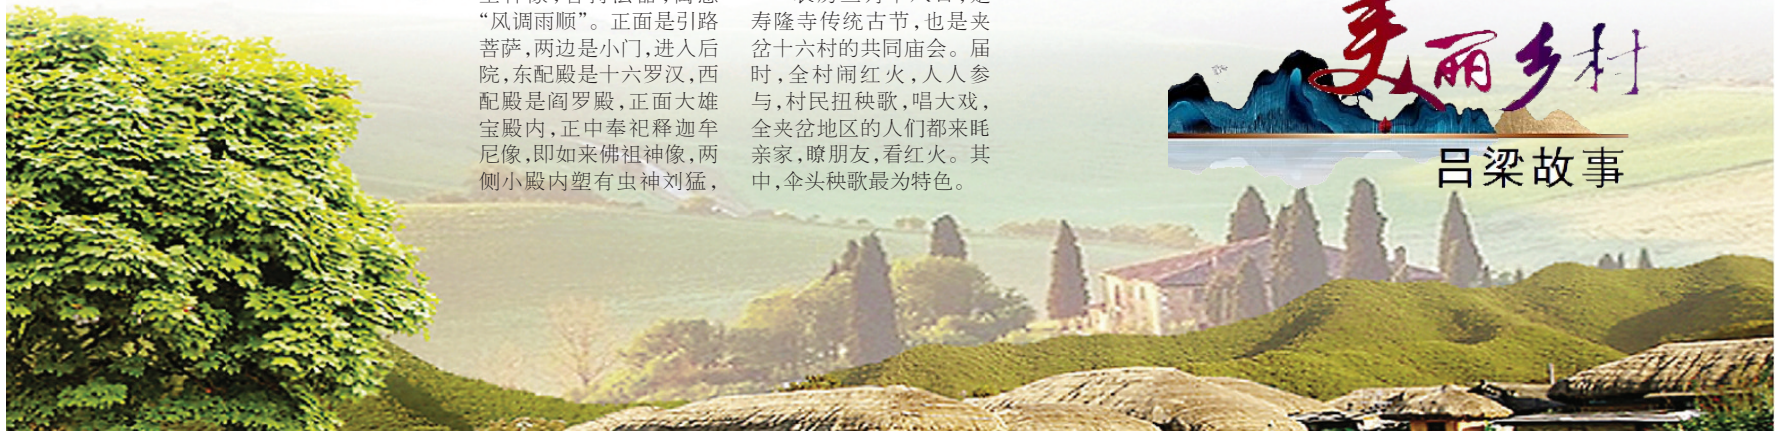 “风调雨顺”。正面是引路
菩萨,两边是小门,进入后
院,东配殿是十六罗汉,西
配殿是阎罗殿,正面大雄
宝殿内,正中奉祀释迦牟
尼像,即如来佛祖神像,两
侧小殿内塑有虫神刘猛,
寿隆寺传统古节,也是夹
岔十六村的共同庙会。届
时,全村闹红火,人人参
与,村民扭秧歌,唱大戏,
全夹岔地区的人们都来眊
亲家,瞭朋友,看红火。其
中,伞头秧歌最为特色。
美丽乡村
吕梁故事